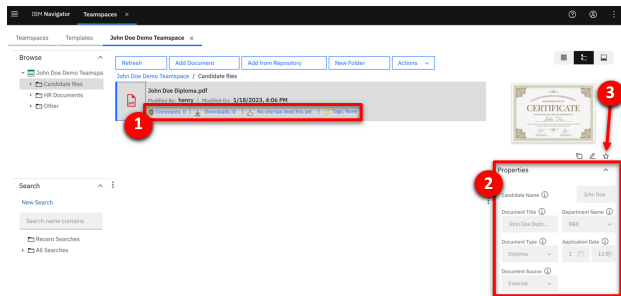 IBM Navigator Teamspaces ×
Teamspaces Templates John Doe Demo Teamspace ×
Browse
John Doe Demo Teamspa
Candidate files
HR Documents
Other
Refresh Add Document Add from Repository New Folder Actions
John Doe Demo Teamspace / Candidate files
John Doe Diploma.pdf
Modified By: henry | Modified On: 1/18/2023, 4:06 PM
Comments: 0 | Downloads: 0 | No one has liked this yet | Tags: None
1
CERTIFICATE
John Doe
3
2
Properties
Candidate Name John Doe
Document Title Department Name
John Doe Diplo... R&D
Document Type Application Date
Diploma 1 12:0
Document Source
External
Search
New Search
Search name contains
Recent Searches
All Searches